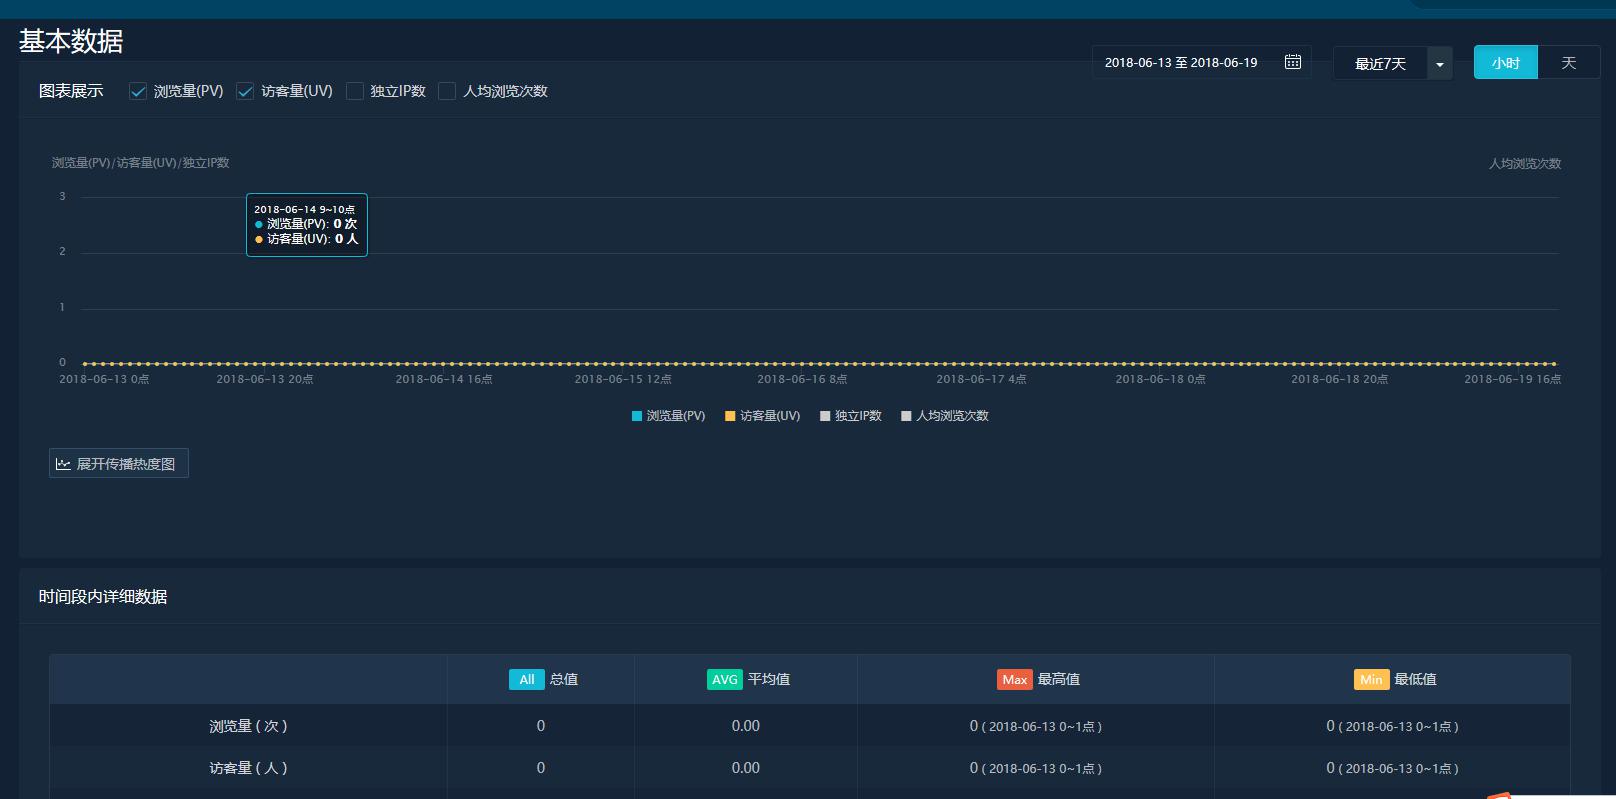 基本数据
2018-06-13 至 2018-06-19
最近7天
小时
天
图表展示
浏览量(PV)
访客量(UV)
独立IP数
人均浏览次数
浏览量(PV)/访客量(UV)/独立IP数
人均浏览次数
3
2018-06-14 9~10点
浏览量(PV): 0 次
访客量(UV): 0 人
2
1
0
2018-06-13 0点
2018-06-13 20点
2018-06-14 16点
2018-06-15 12点
2018-06-16 8点
2018-06-17 4点
2018-06-18 0点
2018-06-18 20点
2018-06-19 16点
浏览量(PV)
访客量(UV)
独立IP数
人均浏览次数
展开传播热度图
时间段内详细数据
All 总值
AVG 平均值
Max 最高值
Min 最低值
浏览量 ( 次 )
0
0.00
0 ( 2018-06-13 0~1点 )
0 ( 2018-06-13 0~1点 )
访客量 ( 人 )
0
0.00
0 ( 2018-06-13 0~1点 )
0 ( 2018-06-13 0~1点 )